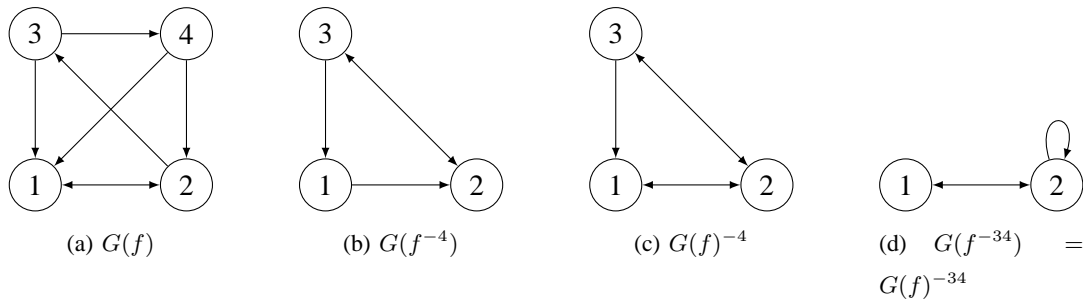 3 4 3 3
1 2 1 2 1 2 1 2
(a) G(f) (b) G(f⁻⁴) (c) G(f)⁻⁴ (d) G(f⁻³⁴) =
G(f)⁻³⁴